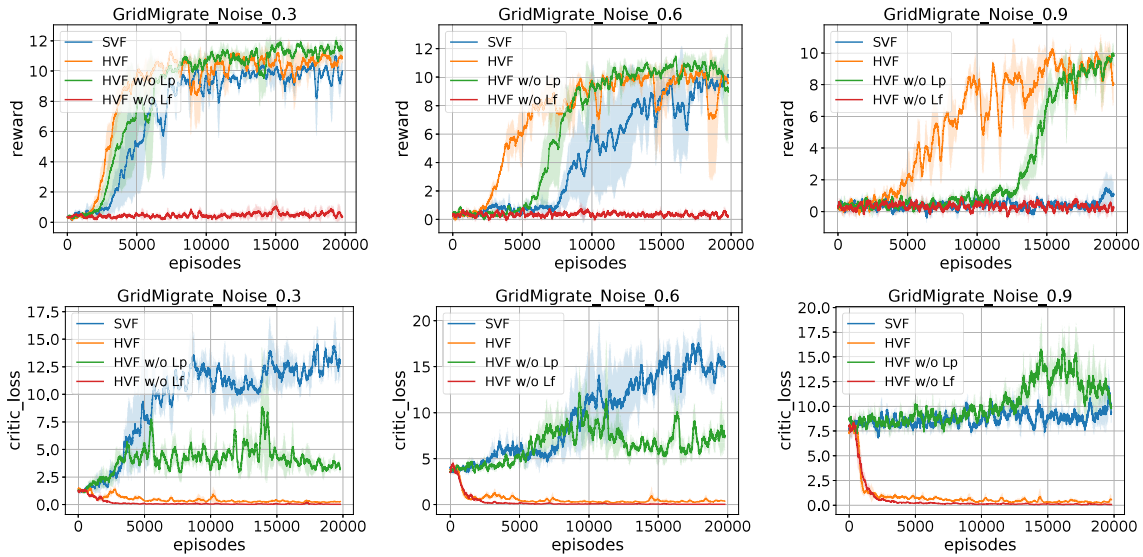 GridMigrate_Noise_0.3
reward
12
10
8
6
4
2
0
SVF
HVF
HVF w/o Lp
HVF w/o Lf
0 5000 10000 15000 20000
episodes
GridMigrate_Noise_0.6
reward
12
10
8
6
4
2
0
SVF
HVF
HVF w/o Lp
HVF w/o Lf
0 5000 10000 15000 20000
episodes
GridMigrate_Noise_0.9
reward
10
8
6
4
2
0
SVF
HVF
HVF w/o Lp
HVF w/o Lf
0 5000 10000 15000 20000
episodes
GridMigrate_Noise_0.3
critic_loss
17.5
15.0
12.5
10.0
7.5
5.0
2.5
0.0
SVF
HVF
HVF w/o Lp
HVF w/o Lf
0 5000 10000 15000 20000
episodes
GridMigrate_Noise_0.6
critic_loss
20
15
10
5
0
SVF
HVF
HVF w/o Lp
HVF w/o Lf
0 5000 10000 15000 20000
episodes
GridMigrate_Noise_0.9
critic_loss
20.0
17.5
15.0
12.5
10.0
7.5
5.0
2.5
0.0
SVF
HVF
HVF w/o Lp
HVF w/o Lf
0 5000 10000 15000 20000
episodes